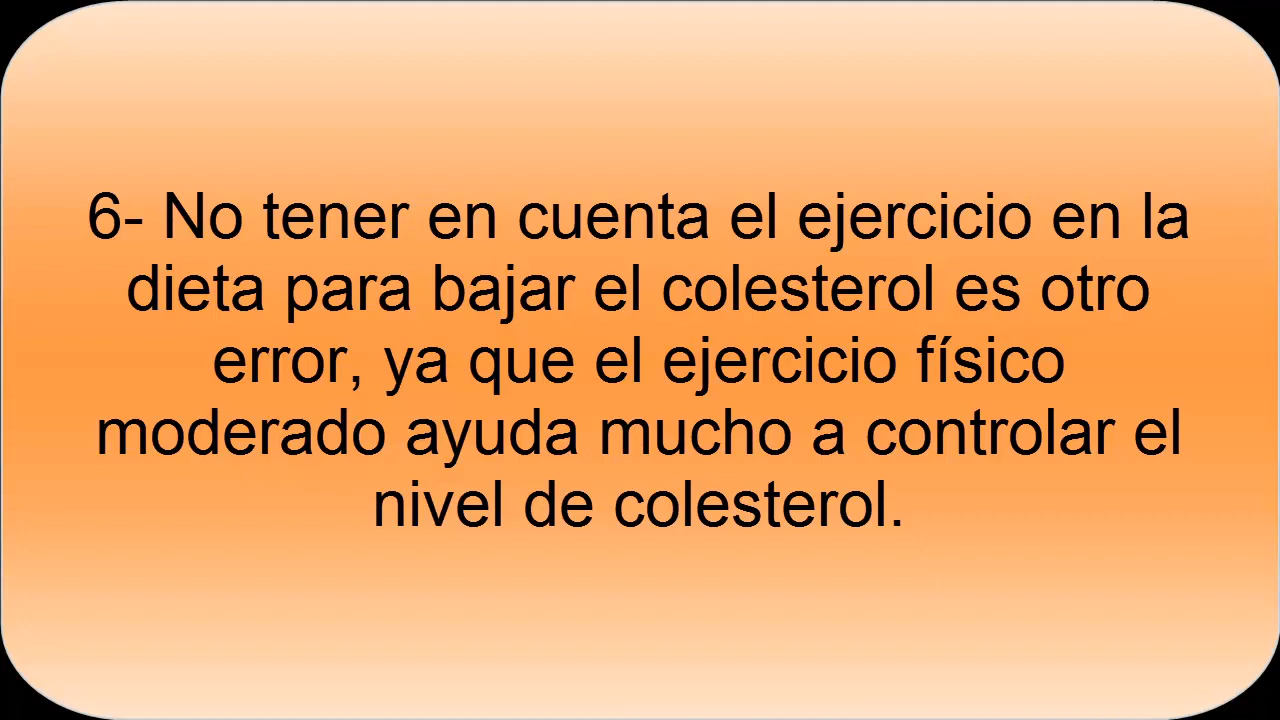 6- No tener en cuenta el ejercicio en la
dieta para bajar el colesterol es otro
error, ya que el ejercicio físico
moderado ayuda mucho a controlar el
nivel de colesterol.